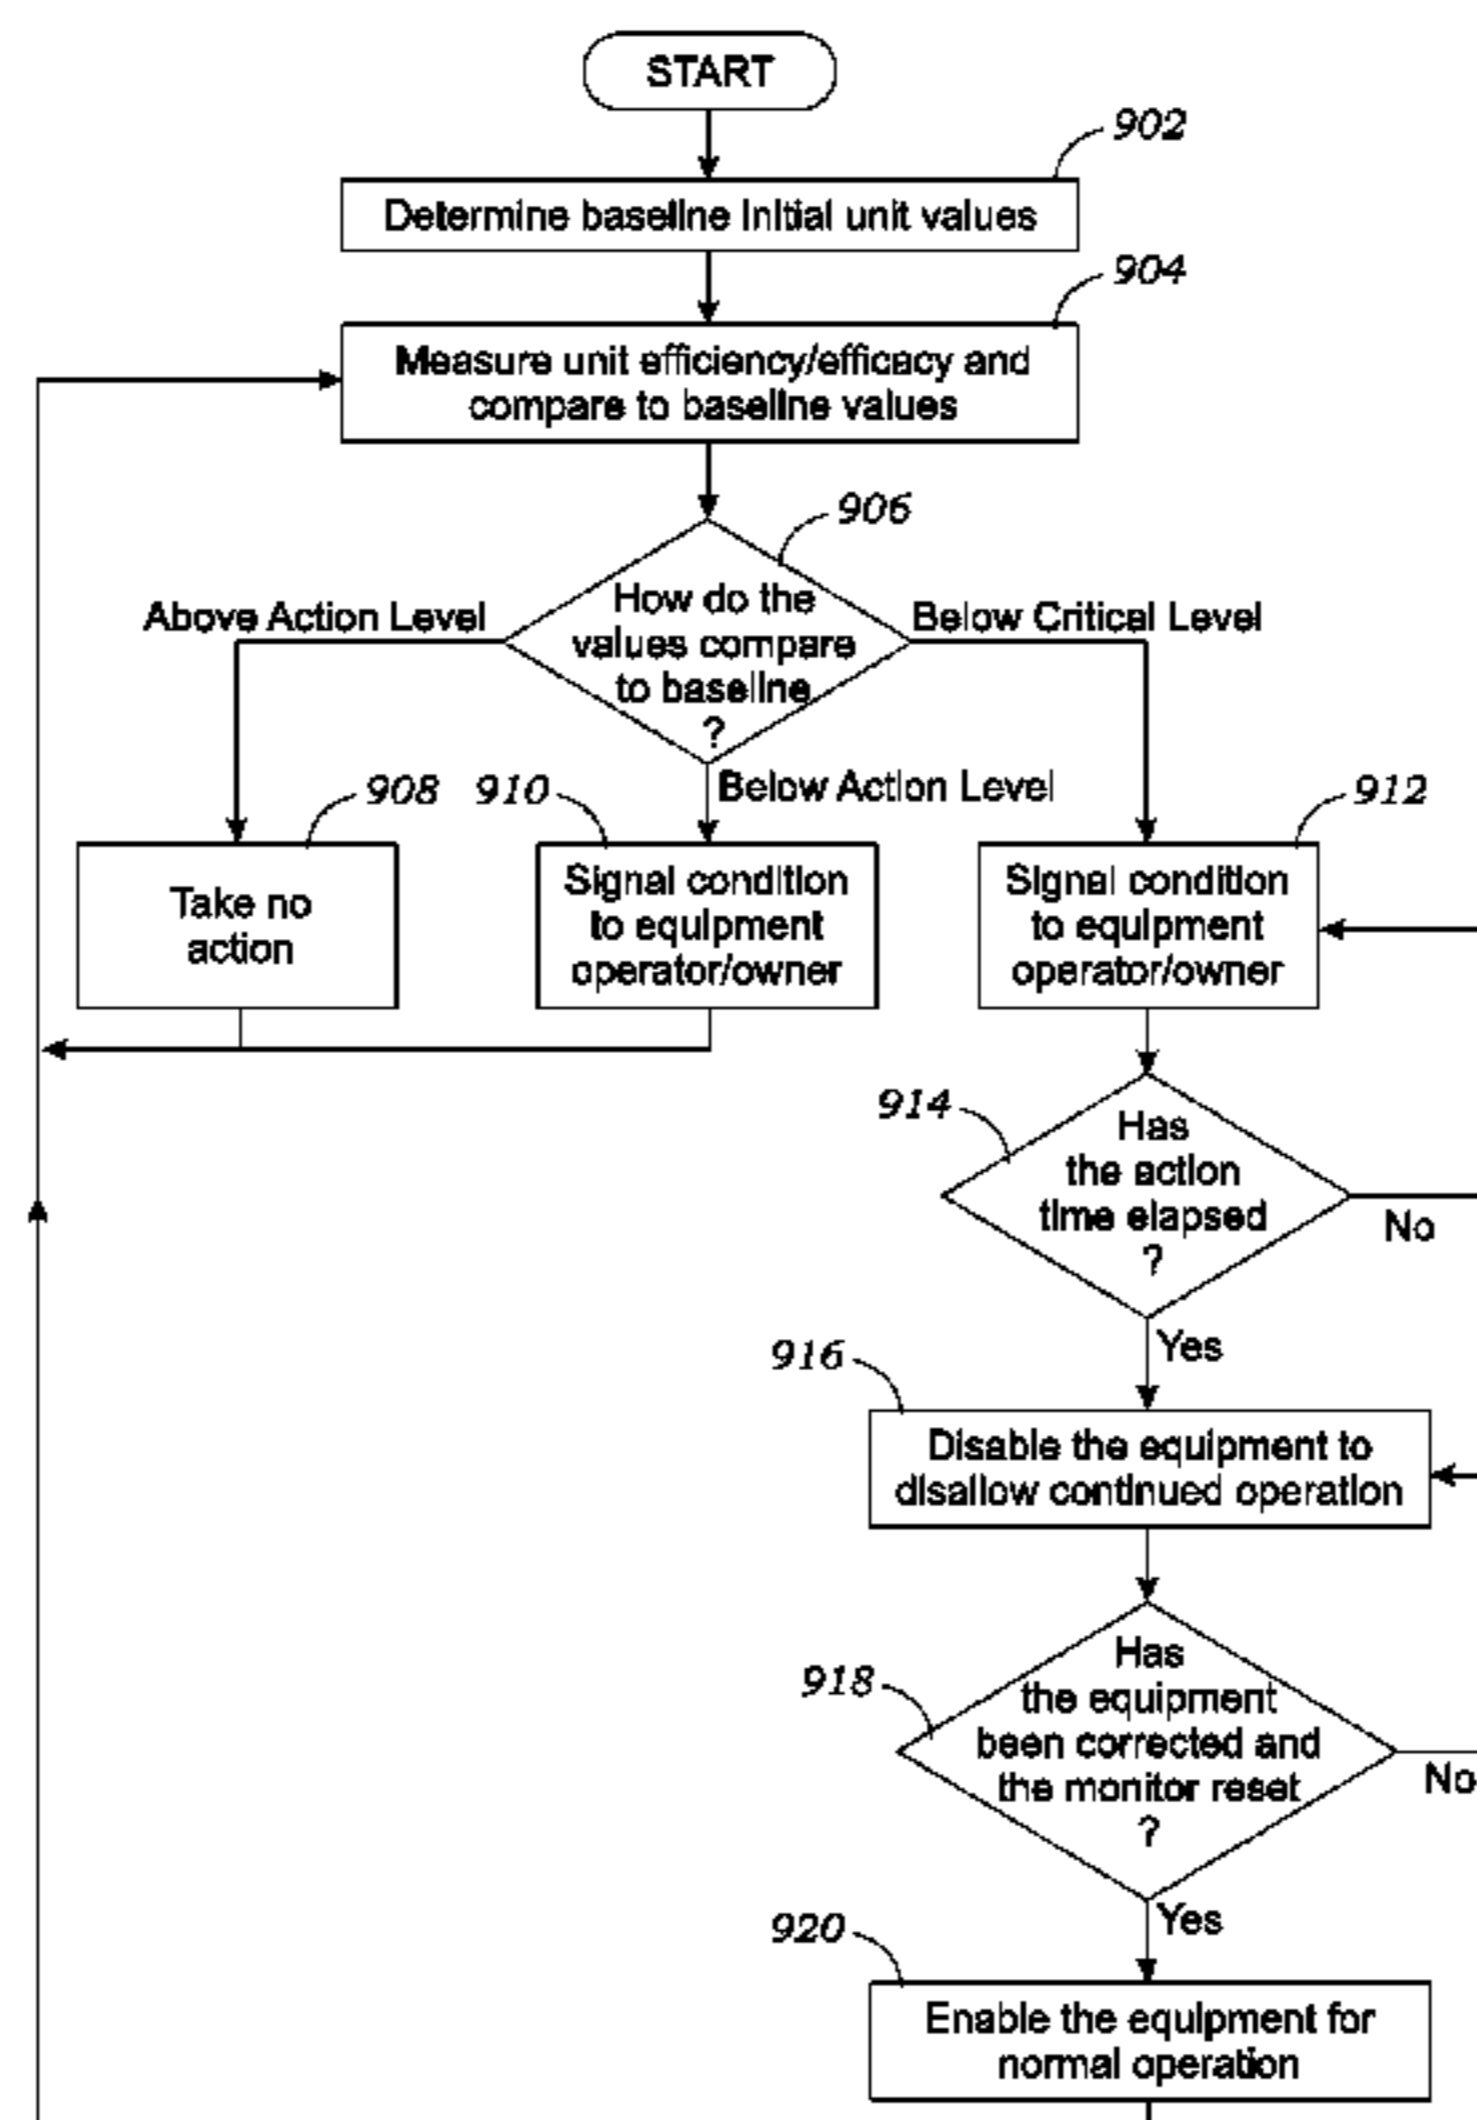 START
902
Determine baseline initial unit values
904
Measure unit efficiency/efficacy and
compare to baseline values
906
How do the
values compare
to baseline
?
Above Action Level
Below Critical Level
Below Action Level
908
Take no
action
910
Signal condition
to equipment
operator/owner
912
Signal condition
to equipment
operator/owner
914
Has
the action
time elapsed
?
No
Yes
916
Disable the equipment to
disallow continued operation
918
Has
the equipment
been corrected and
the monitor reset
?
No
Yes
920
Enable the equipment for
normal operation